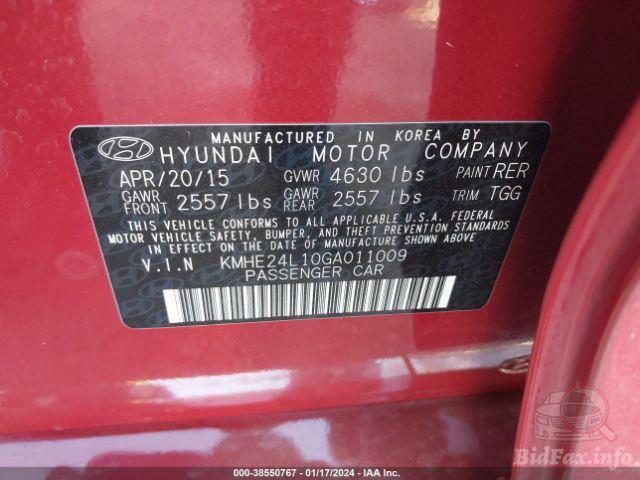 MANUFACTURED IN KOREA BY
HYUNDAI MOTOR COMPANY
APR/20/15 GVWR 4630 lbs PAINT RER
GAWR FRONT 2557 lbs GAWR REAR 2557 lbs TRIM TGG
THIS VEHICLE CONFORMS TO ALL APPLICABLE U.S.A. FEDERAL
MOTOR VEHICLE SAFETY, BUMPER, AND THEFT PREVENTION STANDARDS
IN EFFECT ON THE DATE OF MANUFACTURE SHOWN ABOVE
V.I.N KMHE24L10GA011009
PASSENGER CAR
BidFax.info
000-38550767 - 01/17/2024 - IAA Inc.